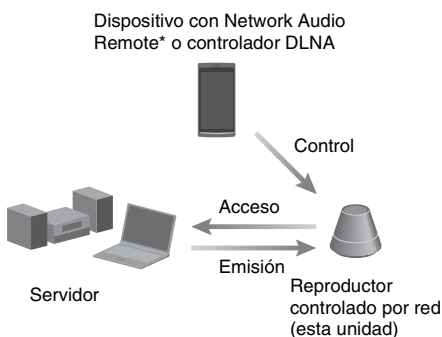 Dispositivo con Network Audio
Remote* o controlador DLNA
Control
Acceso
Emisión
Servidor
Reproductor
controlado por red
(esta unidad)